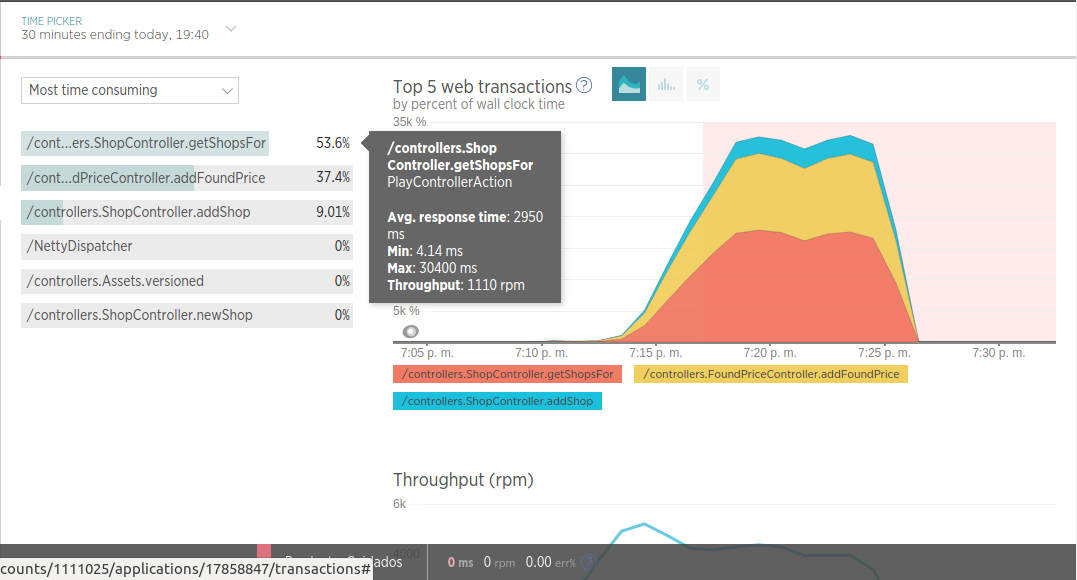 TIME PICKER
30 minutes ending today, 19:40
Most time consuming
/cont...ers.ShopController.getShopsFor 53.6%
/cont...dPriceController.addFoundPrice 37.4%
/controllers.ShopController.addShop 9.01%
/NettyDispatcher 0%
/controllers.Assets.versioned 0%
/controllers.ShopController.newShop 0%
Top 5 web transactions ?
%
by percent of wall clock time
35k %
/controllers.Shop
Controller.getShopsFor
PlayControllerAction
Avg. response time: 2950
ms
Min: 4.14 ms
Max: 30400 ms
Throughput: 1110 rpm
5k %
7:05 p. m. 7:10 p. m. 7:15 p. m. 7:20 p. m. 7:25 p. m. 7:30 p. m.
/controllers.ShopController.getShopsFor /controllers.FoundPriceController.addFoundPrice
/controllers.ShopController.addShop
Throughput (rpm)
6k
4000
0 ms 0 rpm 0.00 err% ?
counts/1111025/applications/17858847/transactions#